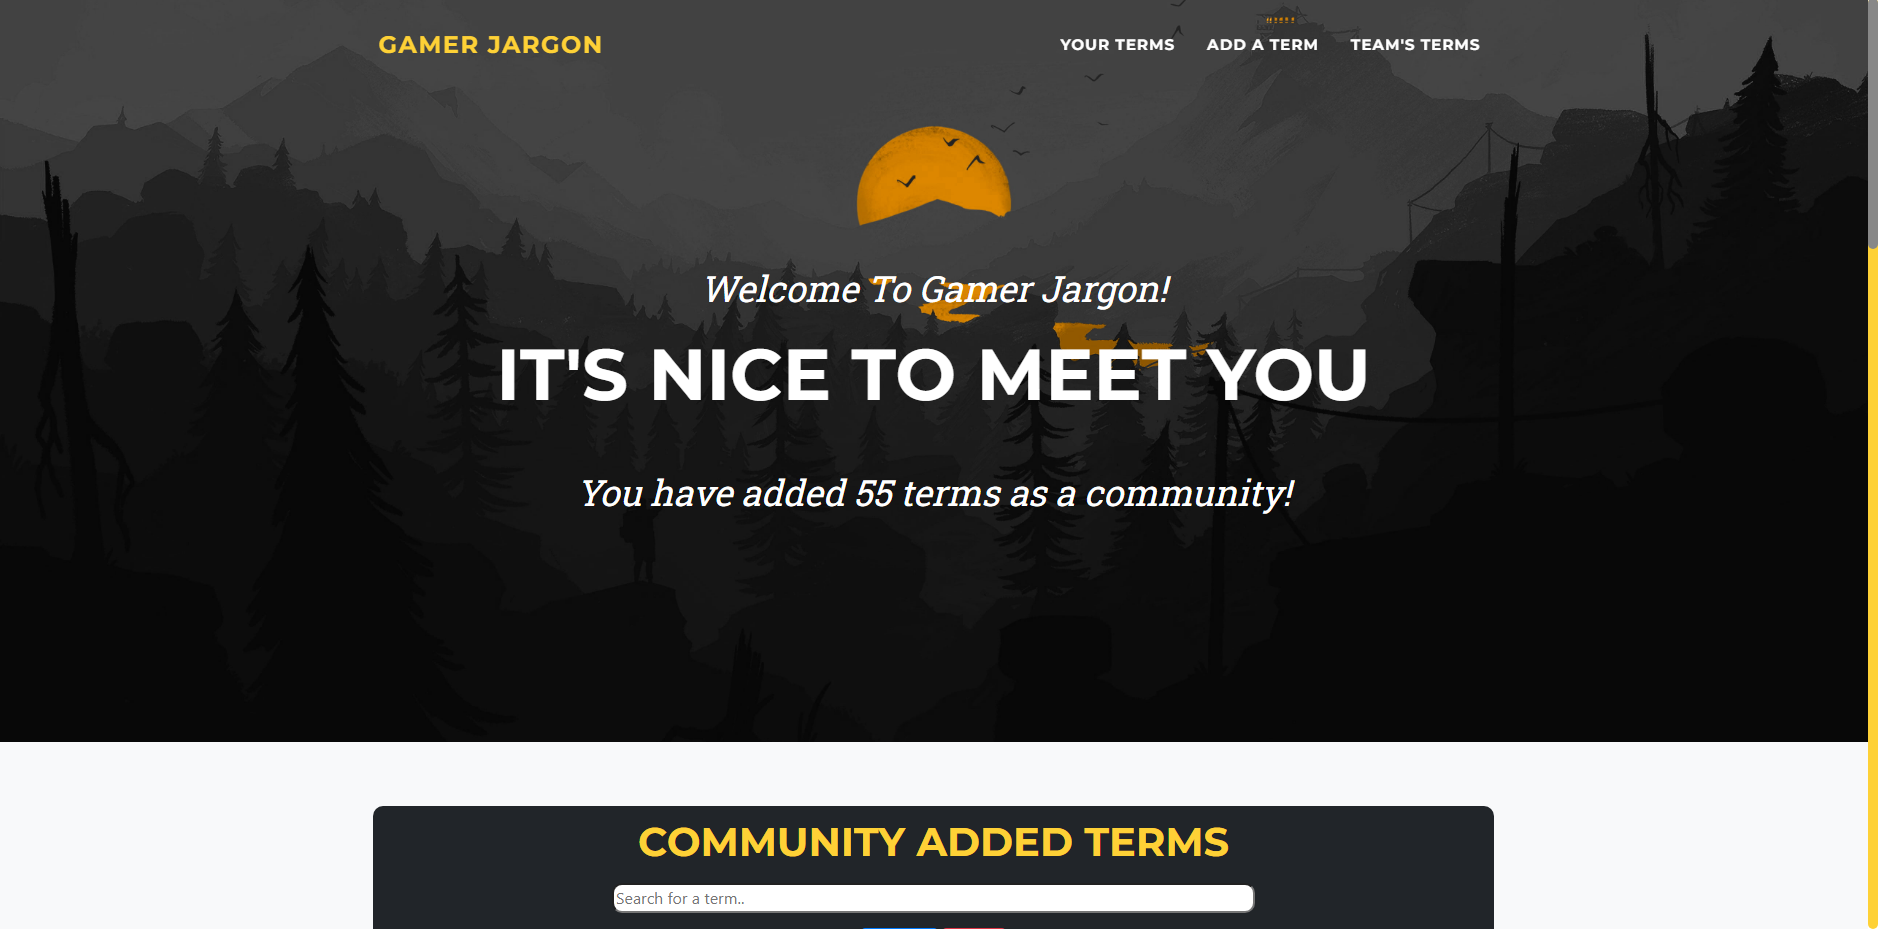 GAMER JARGON
YOUR TERMS ADD A TERM TEAM'S TERMS
Welcome To Gamer Jargon!
IT'S NICE TO MEET YOU
You have added 55 terms as a community!
COMMUNITY ADDED TERMS
Search for a term..